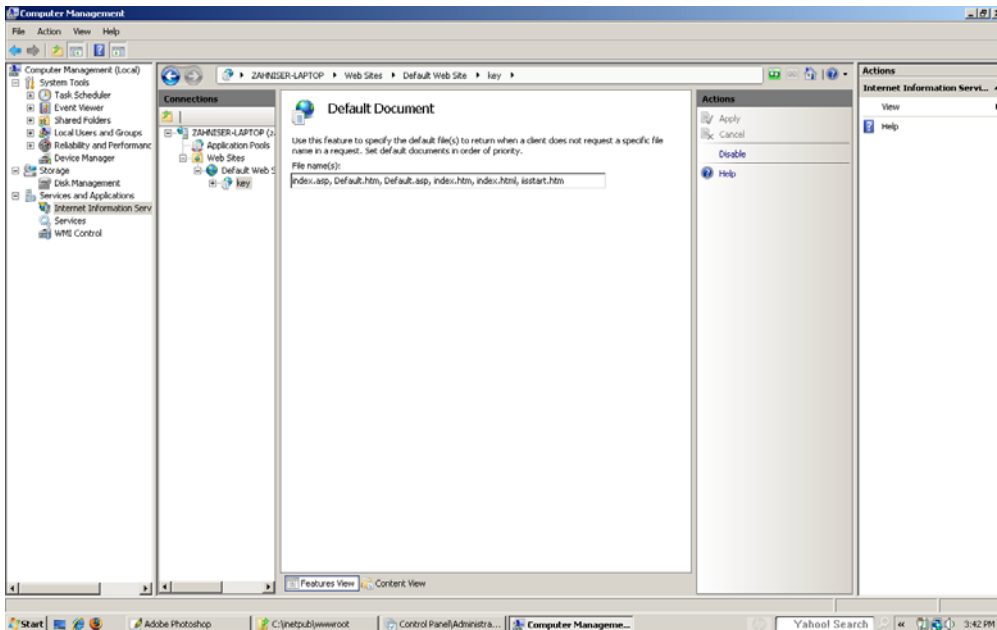 Computer Management
File Action View Help
Computer Management (Local)
System Tools
Task Scheduler
Event Viewer
Shared Folders
Local Users and Groups
Reliability and Performanc
Device Manager
Storage
Disk Management
Services and Applications
Internet Information Serv
Services
WMI Control
ZAHNISER-LAPTOP Web Sites Default Web Site key
Connections
ZAHNISER-LAPTOP (z
Application Pools
Web Sites
Default Web S
key
Default Document
Use this feature to specify the default file(s) to return when a client does not request a specific file
name in a request. Set default documents in order of priority.
File name(s):
index.asp, Default.htm, Default.asp, index.htm, index.html, iisstart.htm
Features View Content View
Actions
Apply
Cancel
Disable
Help
Actions
Internet Information Servi...
View
Help
Start Adobe Photoshop C:\inetpub\wwwroot Control Panel\Administra... Computer Manageme... Yahoo! Search 3:42 PM